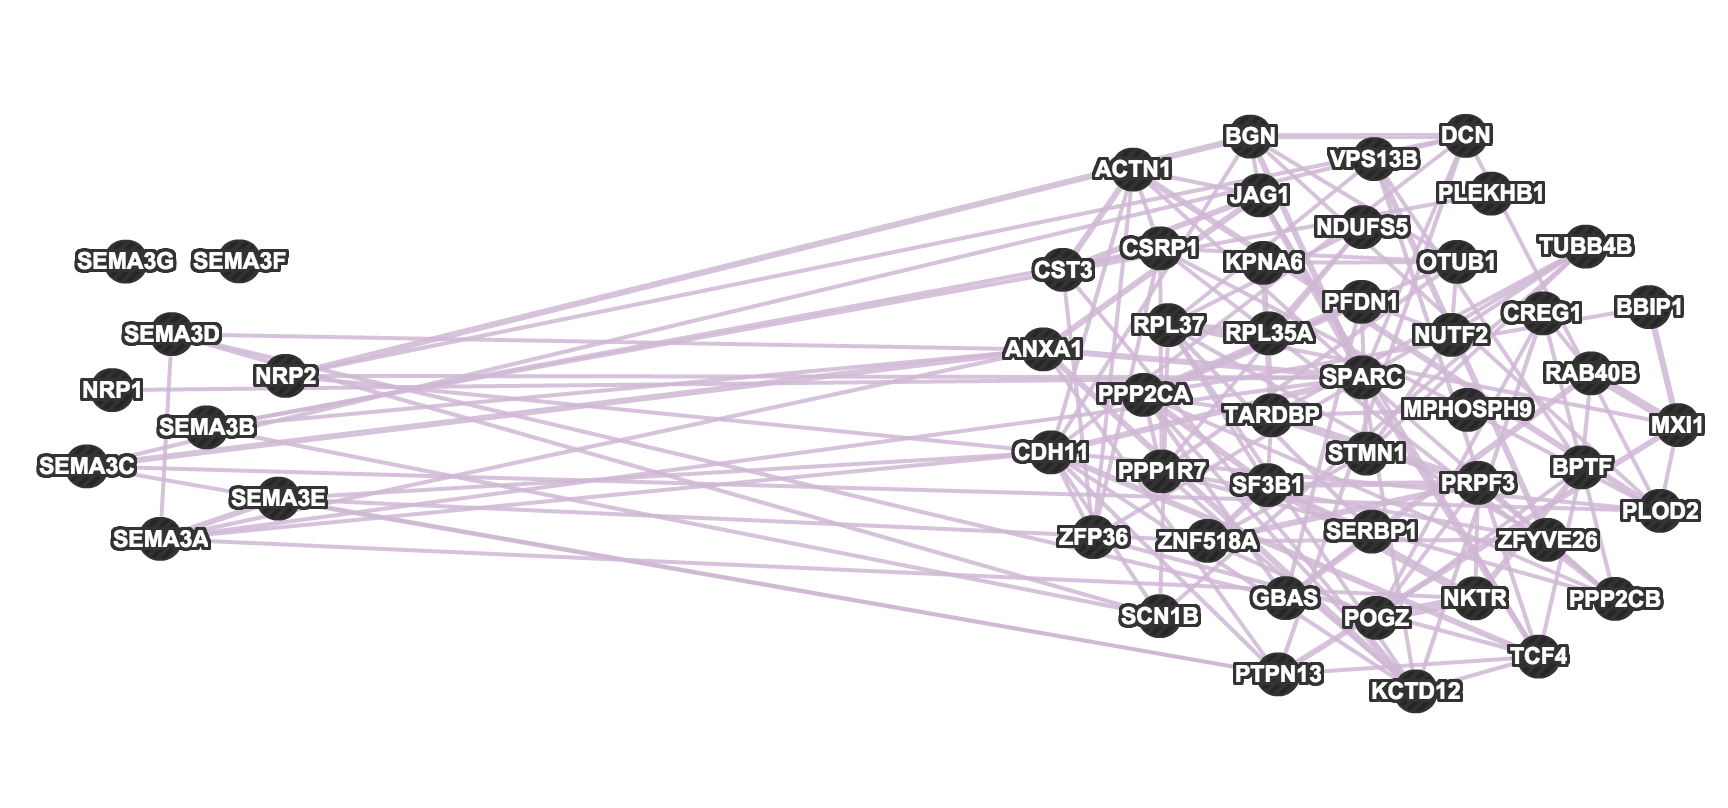 BGN
DCN
VPS13B
ACTN1
JAG1
PLEKHB1
NDUFS5
CSRP1
TUBB4B
SEMA3G
SEMA3F
CST3
KPNA6
OTUB1
PFDN1
CREG1
BBIP1
RPL37
RPL35A
NUTF2
SEMA3D
ANXA1
NRP2
SPARC
RAB40B
NRP1
PPP2CA
TARDBP
MPHOSPH9
SEMA3B
MXI1
CDH11
STMN1
SEMA3C
PPP1R7
BPTF
SF3B1
PRPF3
SEMA3E
PLOD2
SEMA3A
ZFP36
ZNF518A
SERBP1
ZFYVE26
GBAS
NKTR
PPP2CB
SCN1B
POGZ
TCF4
PTPN13
KCTD12